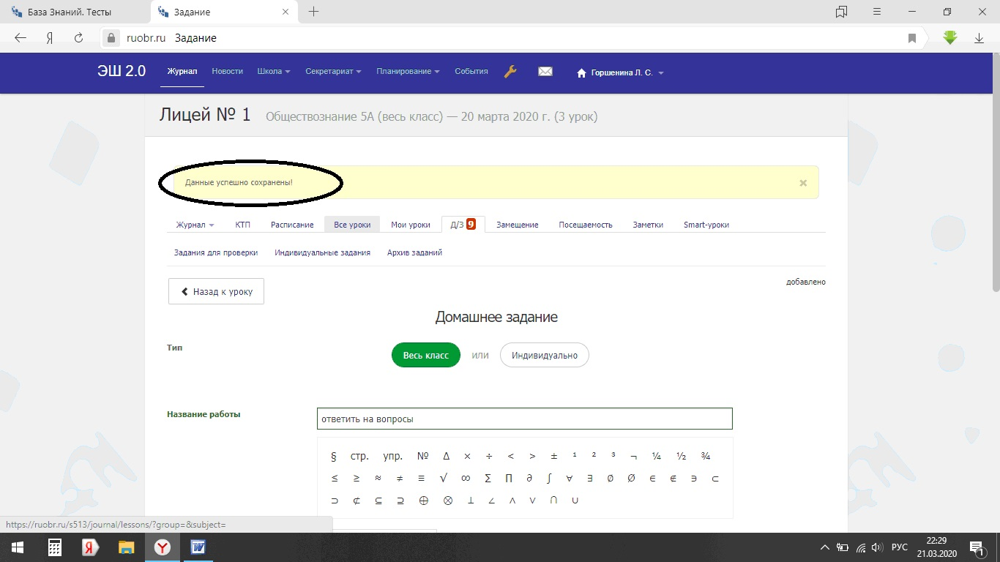 База Знаний. Тесты
Задание
ruobr.ru Задание
ЭШ 2.0 Журнал Новости Школа Секретариат Планирование События Горшенина Л. С.
Лицей № 1 Обществознание 5А (весь класс) — 20 марта 2020 г. (3 урок)
Данные успешно сохранены!
Журнал КТП Расписание Все уроки Мои уроки Д/З 9 Замещение Посещаемость Заметки Smart-уроки
Задания для проверки Индивидуальные задания Архив заданий
Назад к уроку
добавлено
Домашнее задание
Тип Весь класс или Индивидуально
Название работы ответить на вопросы
§ стр. упр. № Δ × ÷ < > ± ¹ ² ³ ¬ ¼ ½ ¾
≤ ≥ ≈ ≠ ≡ √ ∞ ∑ ∏ ∂ ∫ ∀ ∃ ∅ Ø ∈ ∉ ∋ ⊂
⊃ ⊄ ⊆ ⊇ ⊕ ⊗ ⊥ ∠ ∧ ∨ ∩ ∪
https://ruobr.ru/s513/journal/lessons/?group=&subject=
РУС
22:29
21.03.2020
1